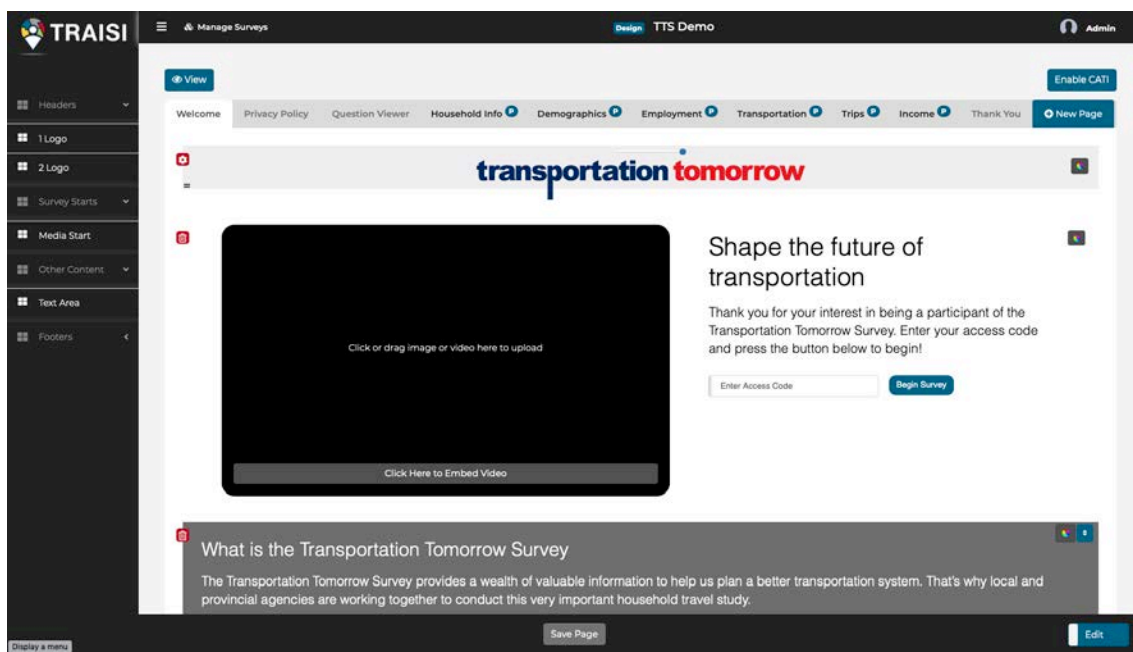 TRAISI
Manage Surveys
Design TTS Demo
Admin
View
Enable CATI
Headers
Welcome Privacy Policy Question Viewer Household Info P Demographics P Employment P Transportation P Trips P Income P Thank You New Page
1 Logo
2 Logo
transportation tomorrow
Survey Starts
Media Start
Other Content
Text Area
Footers
Click or drag image or video here to upload
Click Here to Embed Video
Shape the future of
transportation
Thank you for your interest in being a participant of the
Transportation Tomorrow Survey. Enter your access code
and press the button below to begin!
Enter Access Code
Begin Survey
What is the Transportation Tomorrow Survey
The Transportation Tomorrow Survey provides a wealth of valuable information to help us plan a better transportation system. That's why local and
provincial agencies are working together to conduct this very important household travel study.
Save Page
Edit
Display a menu